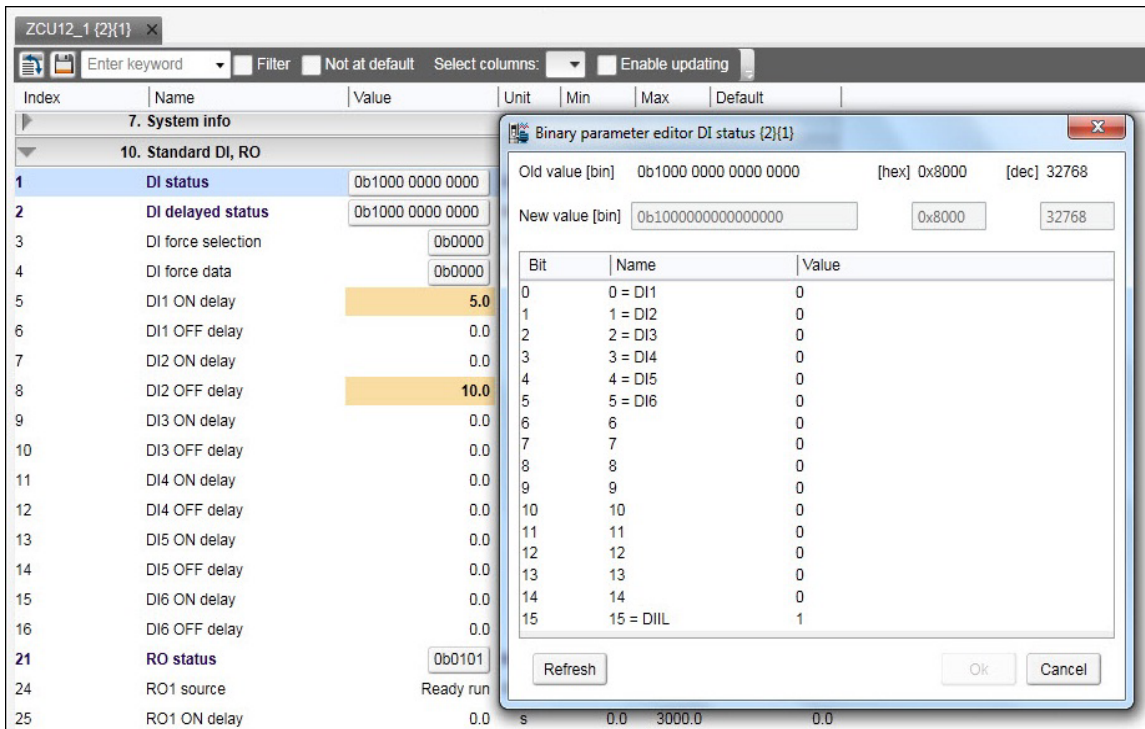 ZCU12_1 {2}{1} ×
Enter keyword Filter Not at default Select columns: Enable updating
Index Name Value Unit Min Max Default
7. System info
10. Standard DI, RO
1 DI status 0b1000 0000 0000
2 DI delayed status 0b1000 0000 0000
3 DI force selection 0b0000
4 DI force data 0b0000
5 DI1 ON delay 5.0
6 DI1 OFF delay 0.0
7 DI2 ON delay 0.0
8 DI2 OFF delay 10.0
9 DI3 ON delay 0.0
10 DI3 OFF delay 0.0
11 DI4 ON delay 0.0
12 DI4 OFF delay 0.0
13 DI5 ON delay 0.0
14 DI5 OFF delay 0.0
15 DI6 ON delay 0.0
16 DI6 OFF delay 0.0
21 RO status 0b0101
24 RO1 source Ready run
25 RO1 ON delay 0.0 s 0.0 3000.0 0.0
Binary parameter editor DI status {2}{1}
Old value [bin] 0b1000 0000 0000 0000 [hex] 0x8000 [dec] 32768
New value [bin] 0b1000000000000000 0x8000 32768
Bit Name Value
0 0 = DI1 0
1 1 = DI2 0
2 2 = DI3 0
3 3 = DI4 0
4 4 = DI5 0
5 5 = DI6 0
6 6 0
7 7 0
8 8 0
9 9 0
10 10 0
11 11 0
12 12 0
13 13 0
14 14 0
15 15 = DIIL 1
Refresh Ok Cancel